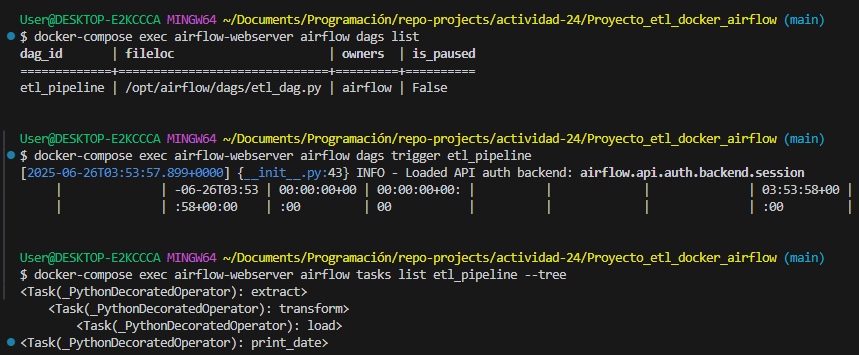 User@DESKTOP-E2KCCCA MINGW64 ~/Documents/Programación/repo-projects/actividad-24/Proyecto_etl_docker_airflow (main)
$ docker-compose exec airflow-webserver airflow dags list
dag_id      | fileloc                      | owners  | is_paused
============+==============================+=========+==========
etl_pipeline | /opt/airflow/dags/etl_dag.py | airflow | False
User@DESKTOP-E2KCCCA MINGW64 ~/Documents/Programación/repo-projects/actividad-24/Proyecto_etl_docker_airflow (main)
$ docker-compose exec airflow-webserver airflow dags trigger etl_pipeline
[2025-06-26T03:53:57.899+0000] {__init__.py:43} INFO - Loaded API auth backend: airflow.api.auth.backend.session
|            | -06-26T03:53 | 00:00:00+00 | 00:00:00+00: |         |           |            | 03:53:58+00 |
|            | :58+00:00    | :00         | 00           |         |           |            | :00         |
User@DESKTOP-E2KCCCA MINGW64 ~/Documents/Programación/repo-projects/actividad-24/Proyecto_etl_docker_airflow (main)
$ docker-compose exec airflow-webserver airflow tasks list etl_pipeline --tree
<Task(_PythonDecoratedOperator): extract>
    <Task(_PythonDecoratedOperator): transform>
        <Task(_PythonDecoratedOperator): load>
<Task(_PythonDecoratedOperator): print_date>